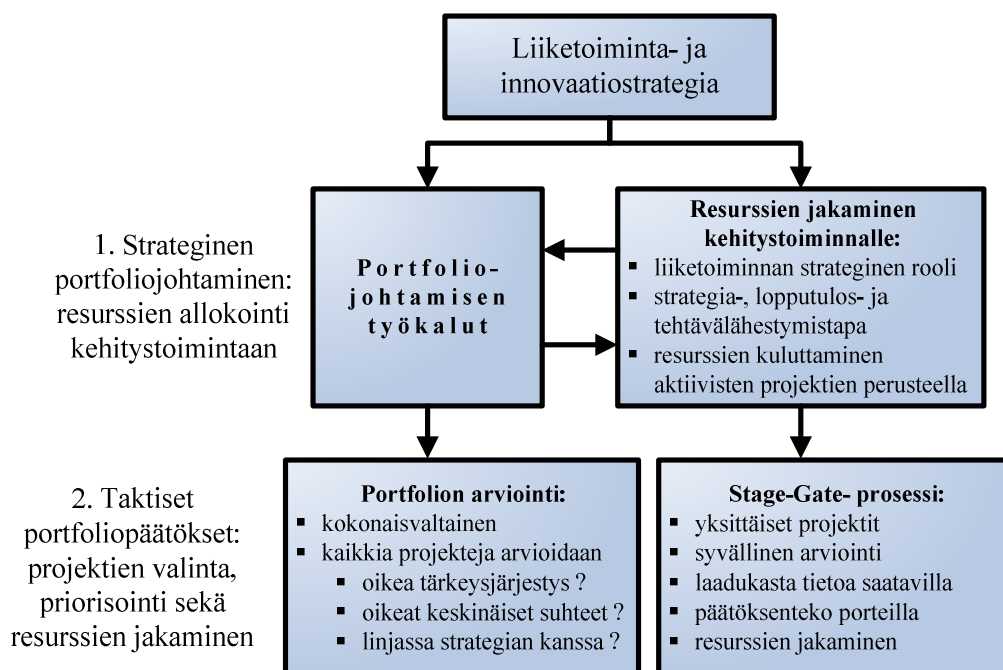 Liiketoiminta- ja
innovaatiostrategia
1. Strateginen
portfoliojohtaminen:
resurssien allokointi
kehitystoimintaan
Portfolio-
johtamisen
työkalut
Resurssien jakaminen
kehitystoiminnalle:
▪ liiketoiminnan strateginen rooli
▪ strategia-, lopputulos- ja
tehtävälähestymistapa
▪ resurssien kuluttaminen
aktiivisten projektien perusteella
2. Taktiset
portfoliopäätökset:
projektien valinta,
priorisointi sekä
resurssien jakaminen
Portfolion arviointi:
▪ kokonaisvaltainen
▪ kaikkia projekteja arvioidaan
▪ oikea tärkeysjärjestys ?
▪ oikeat keskinäiset suhteet ?
▪ linjassa strategian kanssa ?
Stage-Gate- prosessi:
▪ yksittäiset projektit
▪ syvällinen arviointi
▪ laadukasta tietoa saatavilla
▪ päätöksenteko porteilla
▪ resurssien jakaminen